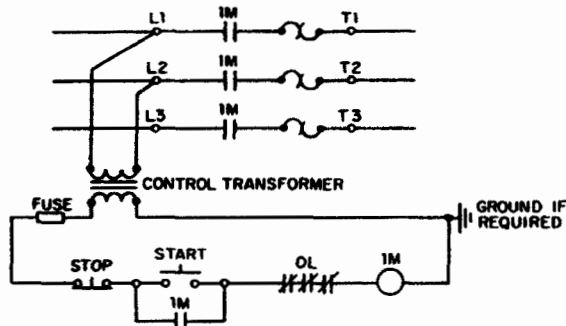 L1 1M T1
L2 1M T2
L3 1M T3
CONTROL TRANSFORMER
FUSE
GROUND IF
REQUIRED
STOP START OL 1M
1M